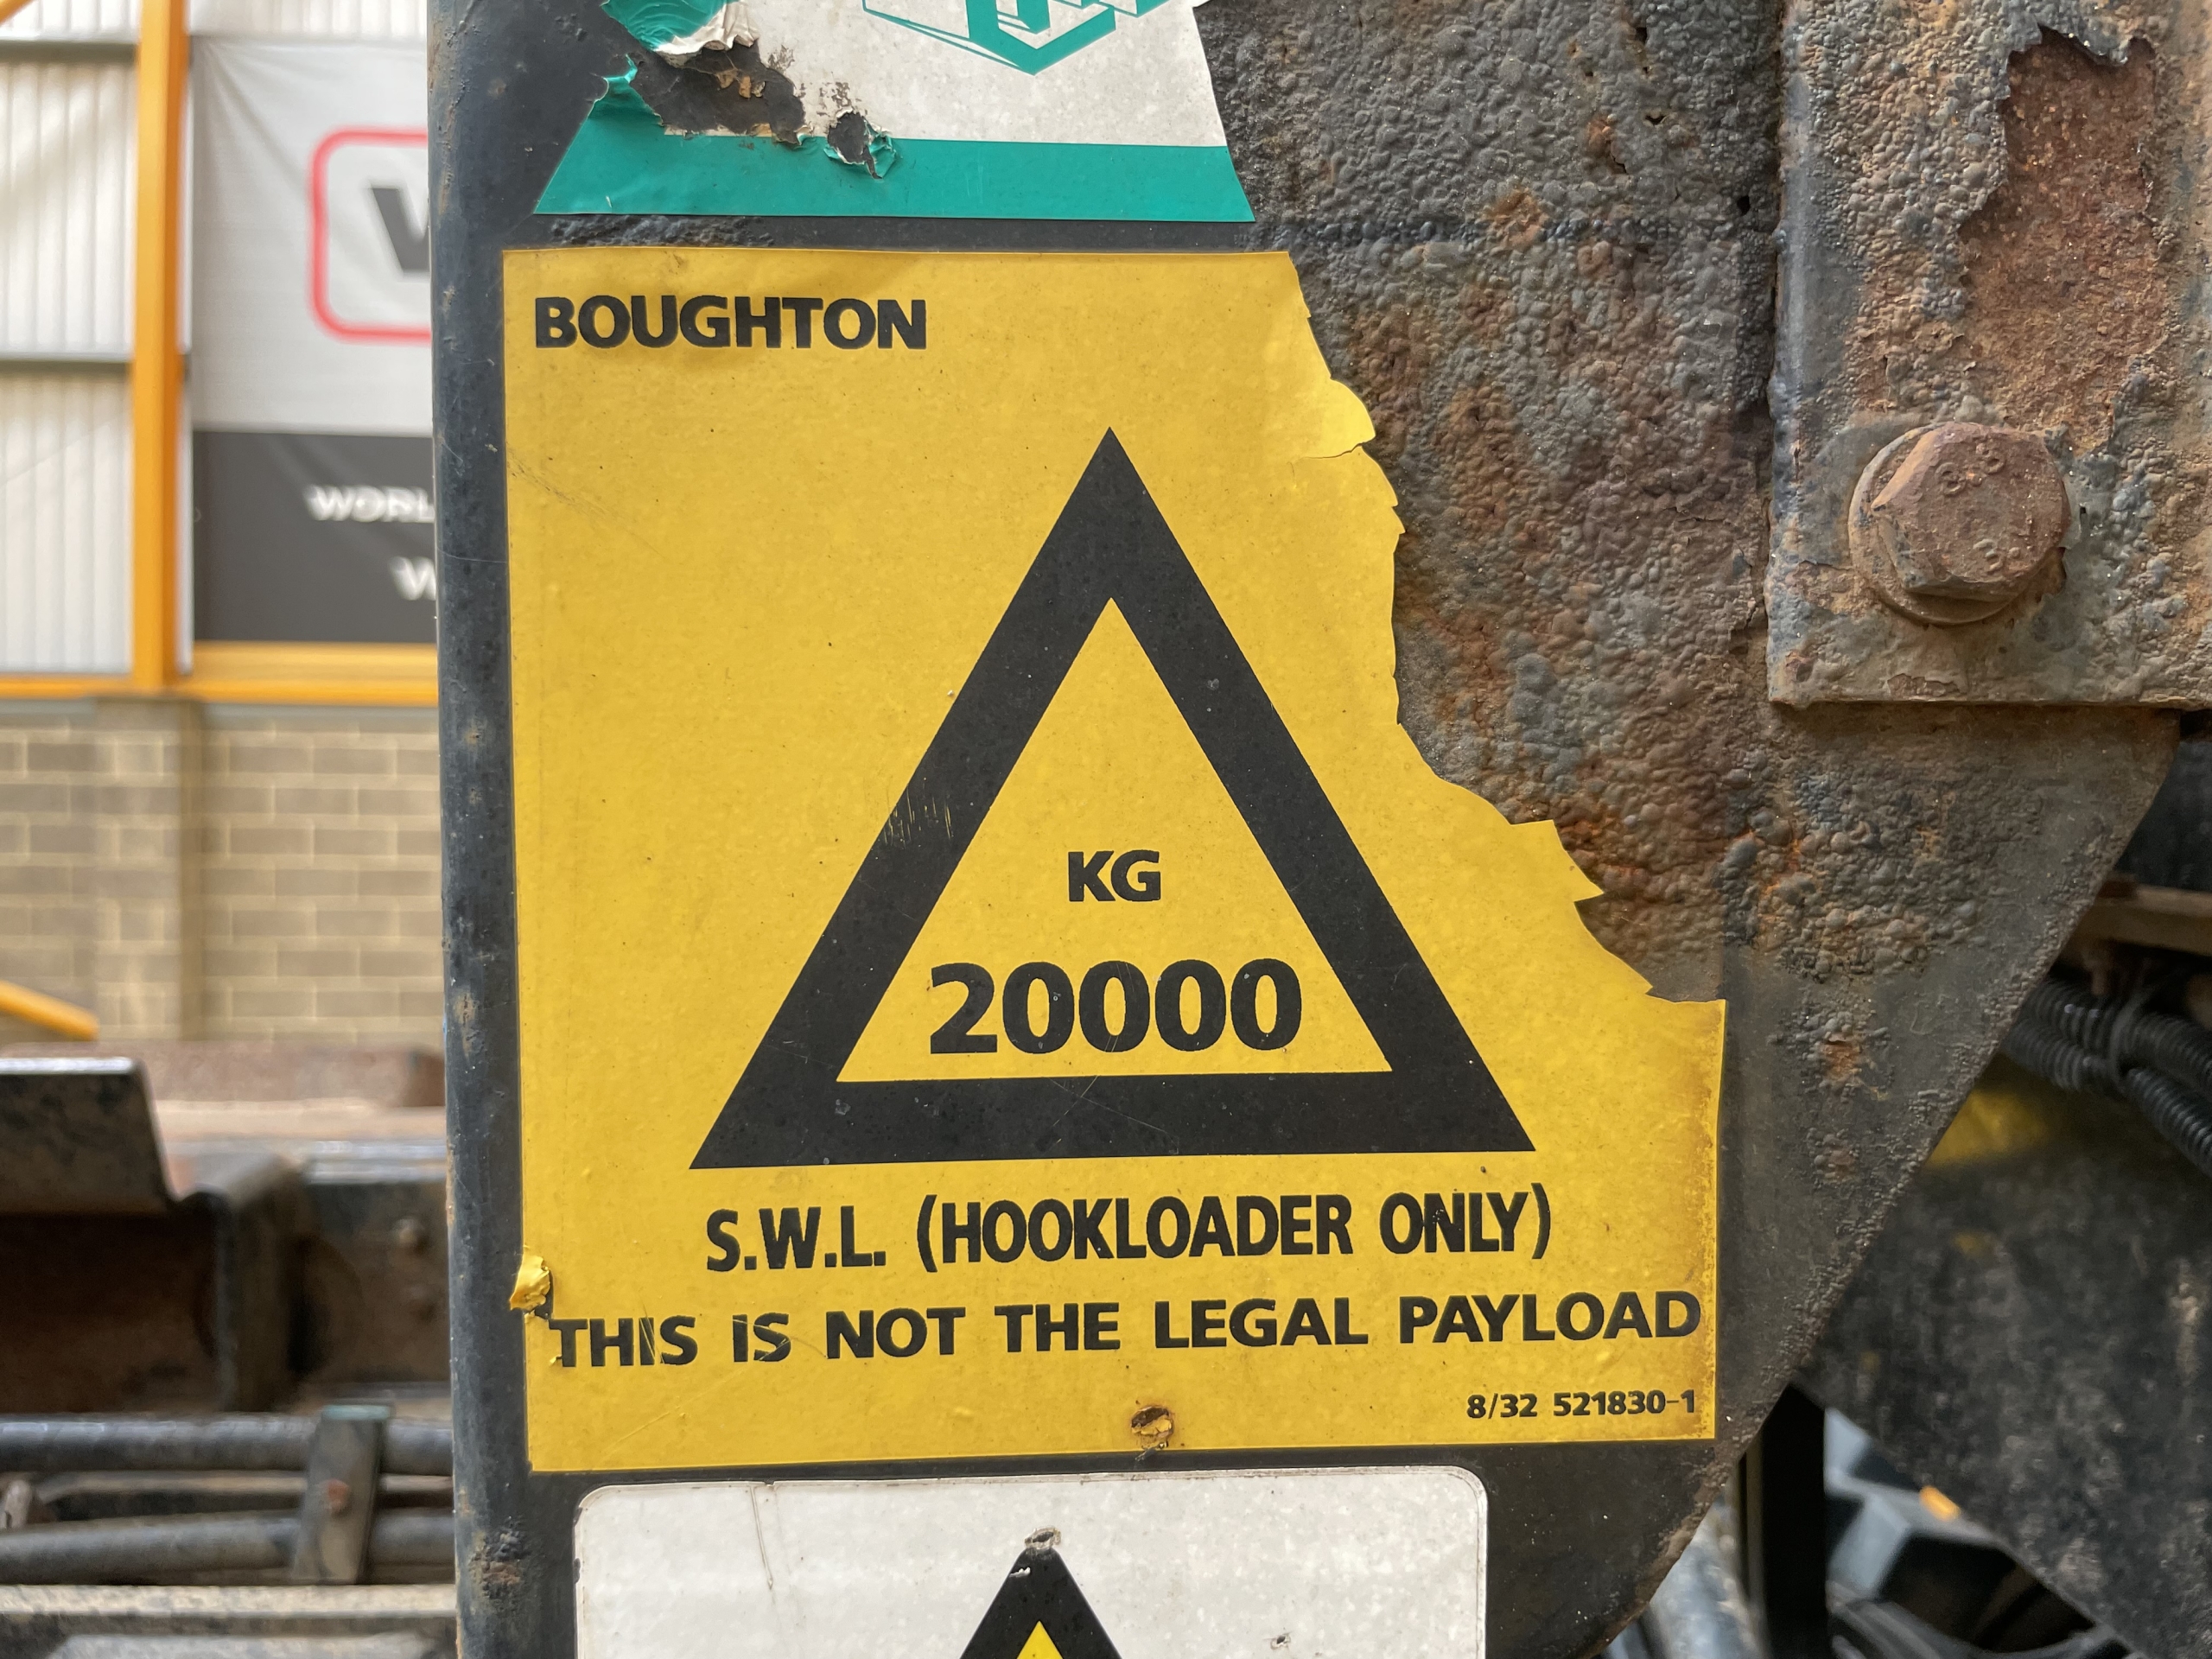 BOUGHTON
KG
20000
S.W.L. (HOOKLOADER ONLY)
THIS IS NOT THE LEGAL PAYLOAD
8/32 521830-1